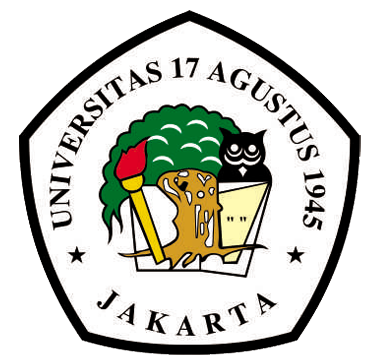 UNIVERSITAS 17 AGUSTUS 1945
" "
JAKARTA